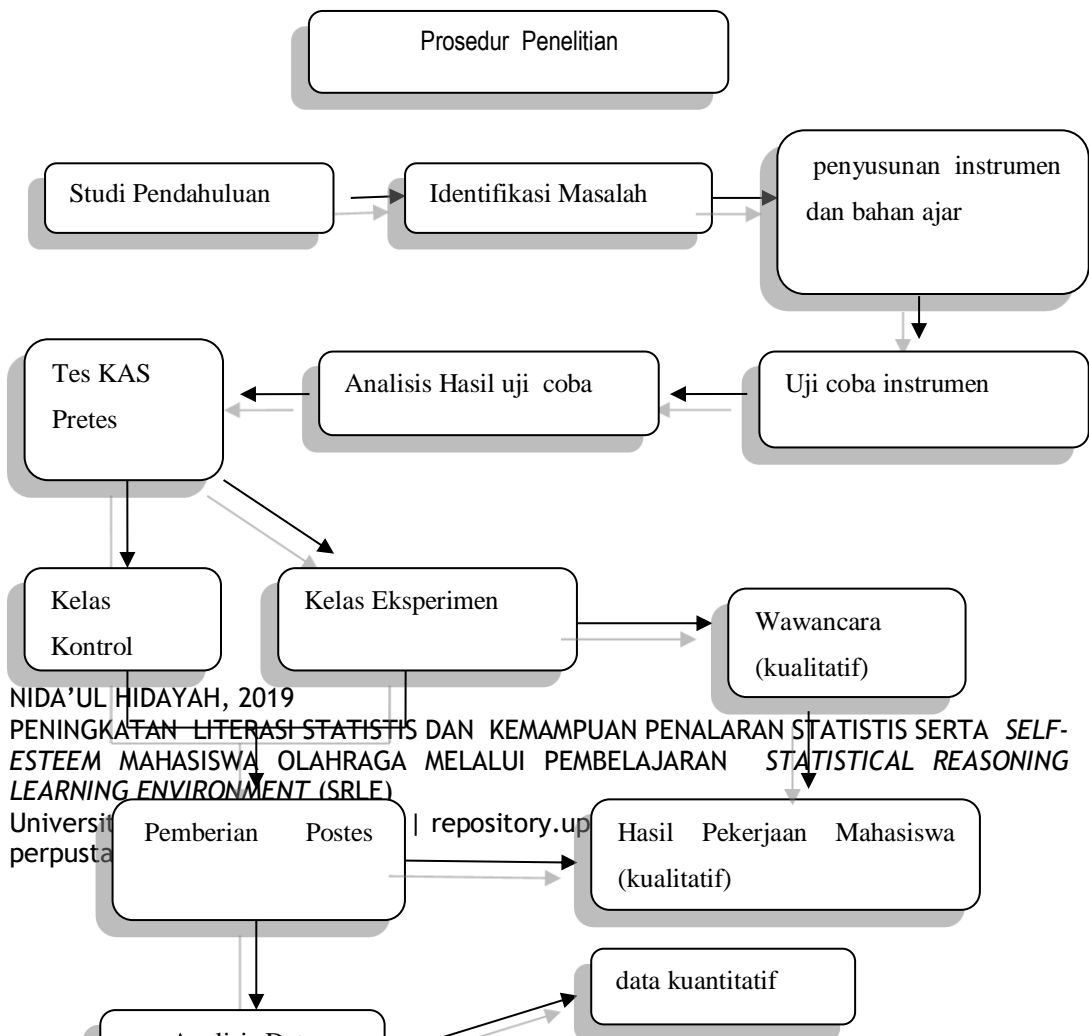 Prosedur Penelitian
Studi Pendahuluan
Identifikasi Masalah
penyusunan instrumen
dan bahan ajar
Tes KAS
Pretes
Analisis Hasil uji coba
Uji coba instrumen
Kelas
Kontrol
Kelas Eksperimen
Wawancara
(kualitatif)
NIDA’UL HIDAYAH, 2019
PENINGKATAN LITERASI STATISTIS DAN KEMAMPUAN PENALARAN STATISTIS SERTA SELF-
ESTEEM MAHASISWA OLAHRAGA MELALUI PEMBELAJARAN STATISTICAL REASONING
LEARNING ENVIRONMENT (SRLE)
| repository.up
Pemberian Postes
Hasil Pekerjaan Mahasiswa
(kualitatif)
data kuantitatif